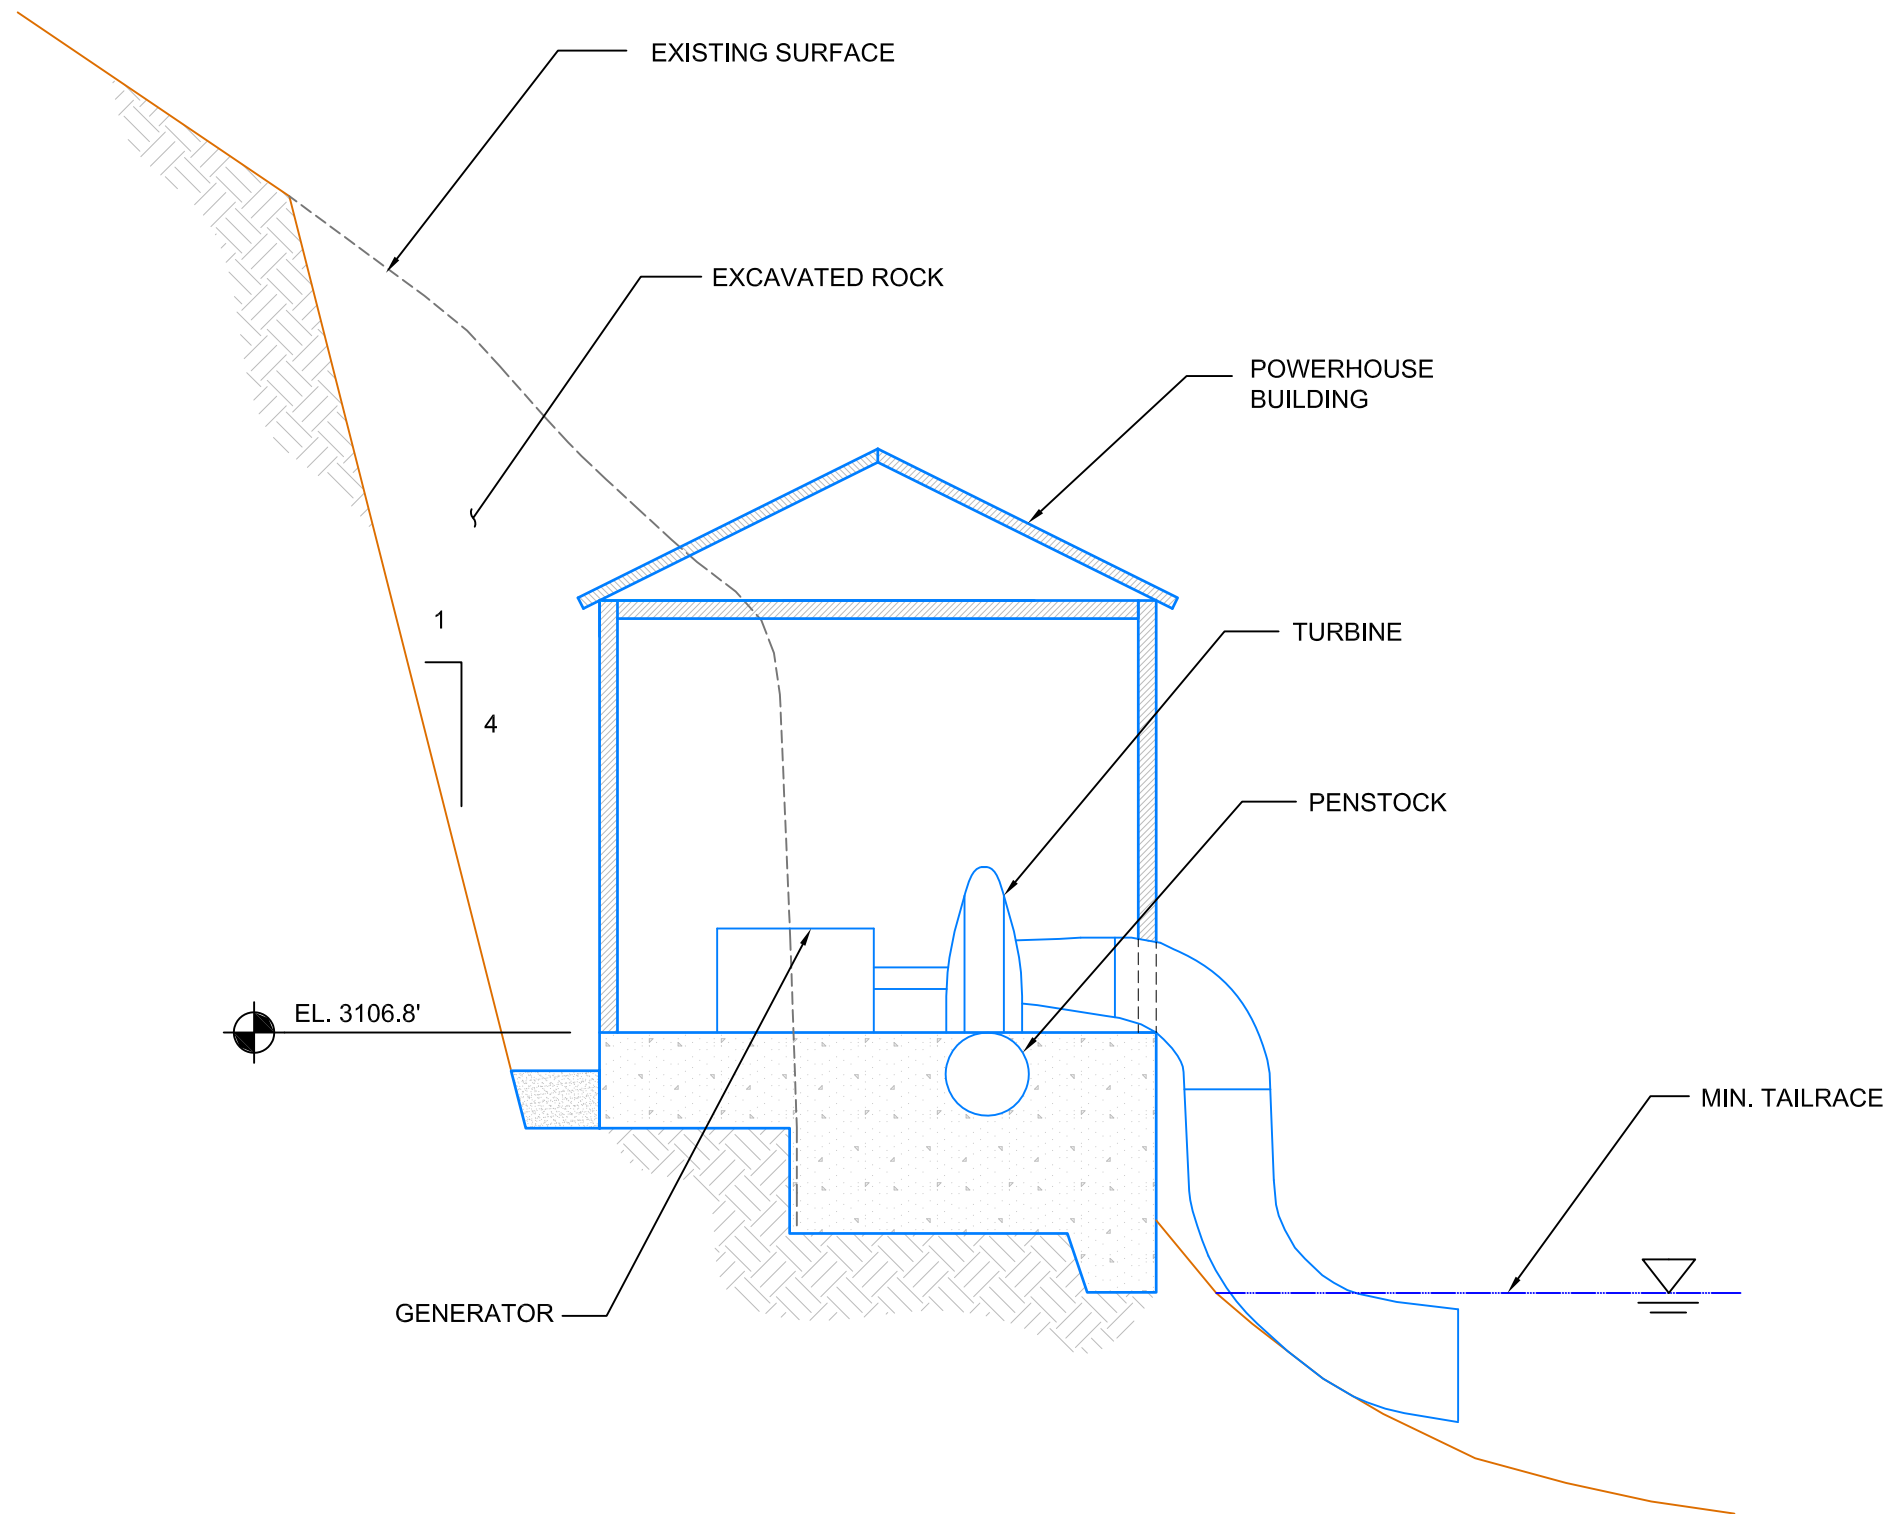 EXISTING SURFACE
EXCAVATED ROCK
POWERHOUSE
BUILDING
1
TURBINE
4
PENSTOCK
EL. 3106.8'
MIN. TAILRACE
GENERATOR